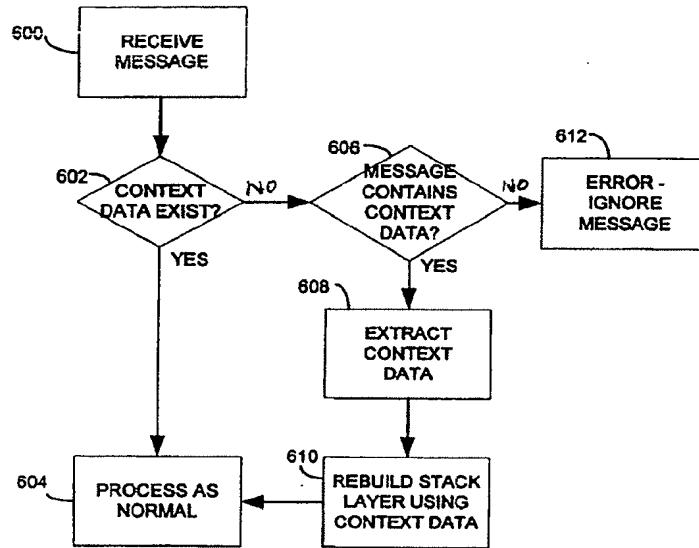 600
RECEIVE
MESSAGE
602
CONTEXT
DATA EXIST?
NO
YES
606
MESSAGE
CONTAINS
CONTEXT
DATA?
NO
YES
612
ERROR -
IGNORE
MESSAGE
608
EXTRACT
CONTEXT
DATA
610
REBUILD STACK
LAYER USING
CONTEXT DATA
604
PROCESS AS
NORMAL